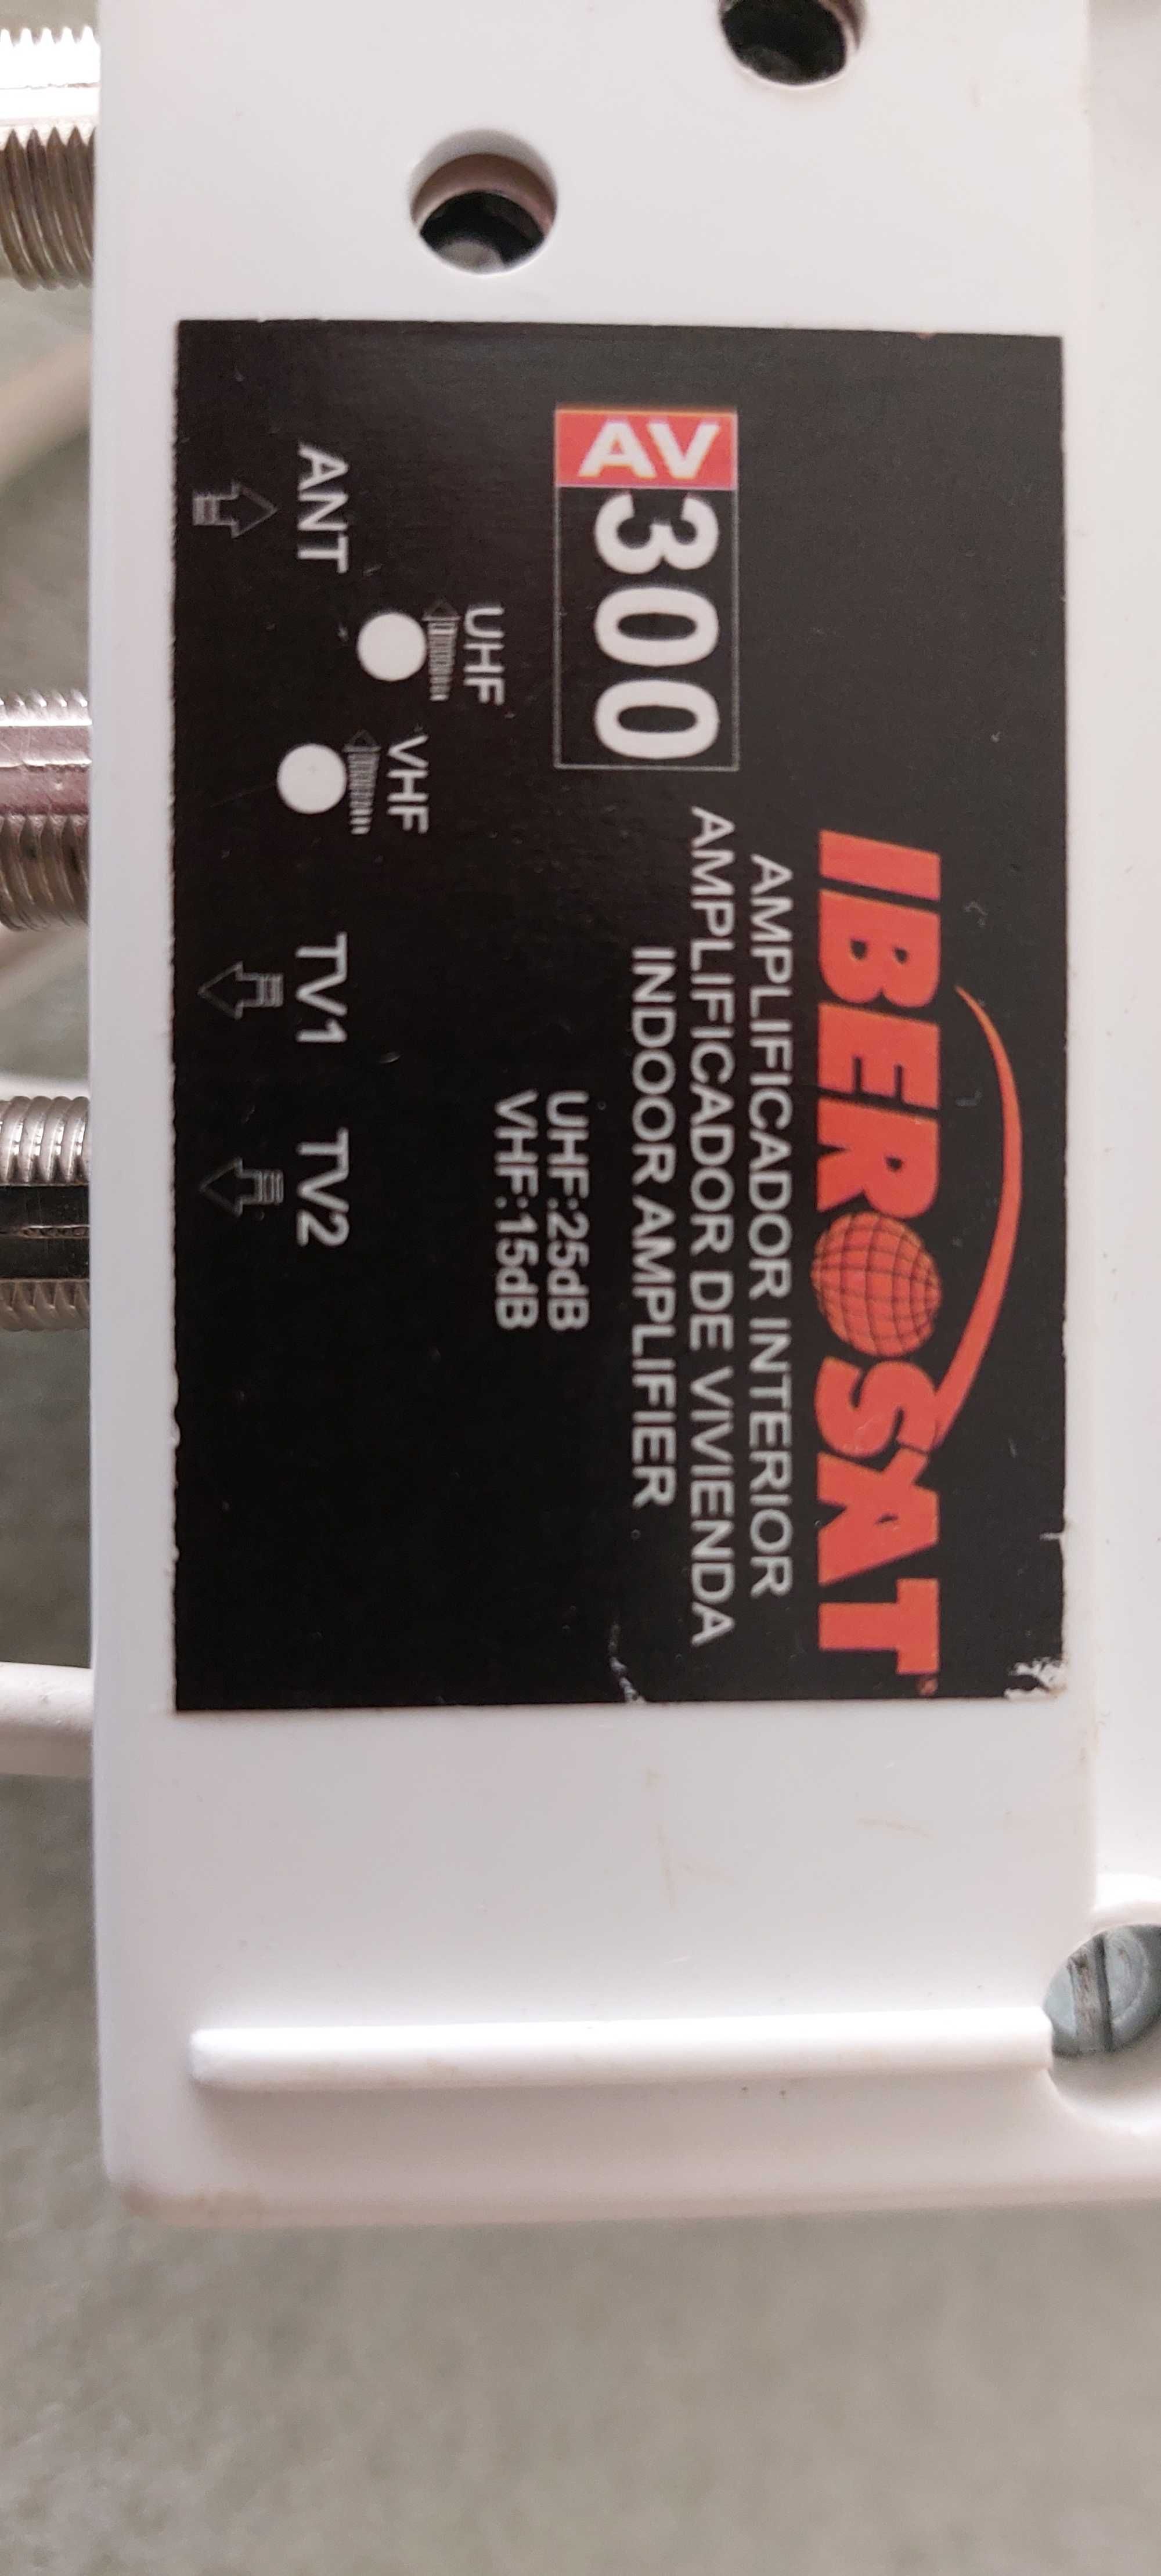 IBEROSAT
AMPLIFICADOR INTERIOR
AMPLIFICADOR DE VIVIENDA
INDOOR AMPLIFIER
AV 300
UHF:25dB
VHF:15dB
UHF
VHF
ANT
TV1
TV2